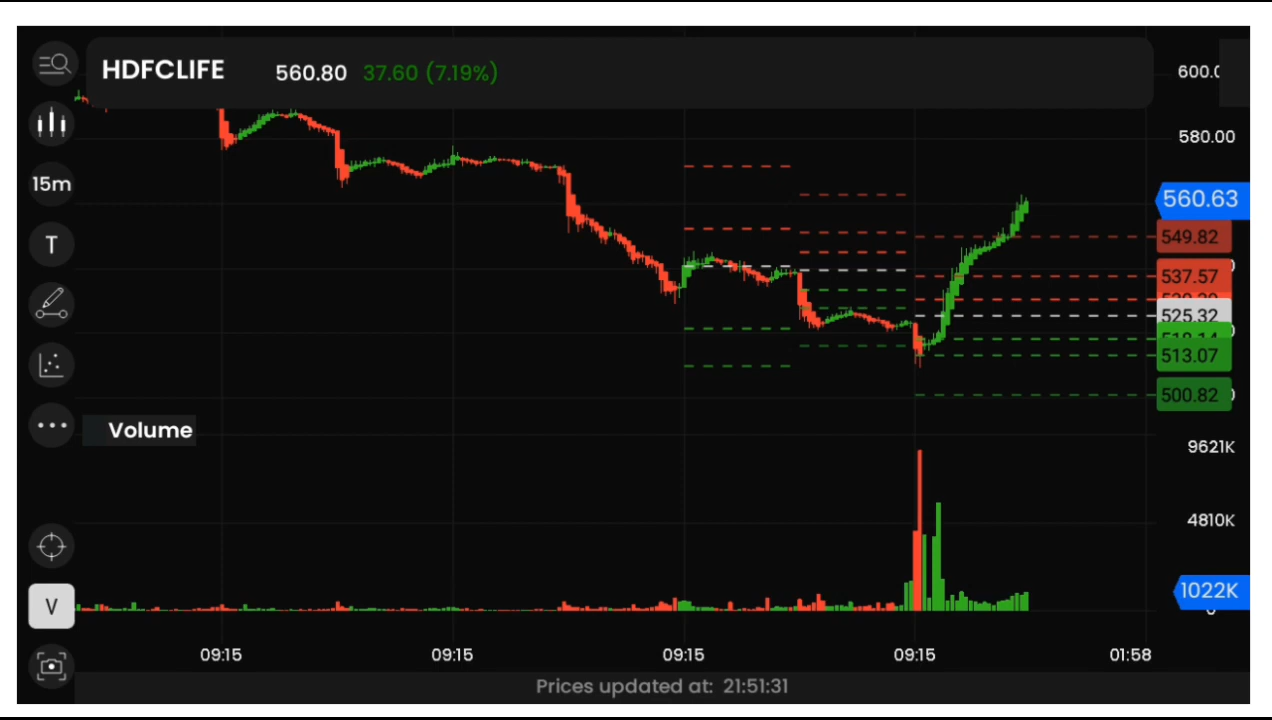 HDFCLIFE 560.80 37.60 (7.19%)
600.0
580.00
15m
560.63
T
549.82
537.57
525.32
513.07
500.82
Volume
9621K
4810K
V
1022K
09:15 09:15 09:15 09:15 01:58
Prices updated at: 21:51:31